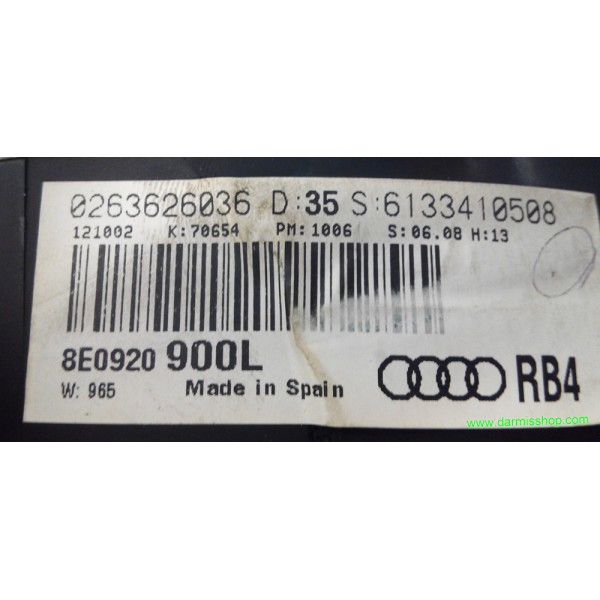 0263626036 D:35 S:6133410508
121002 K:70654 PM:1006 S:06.08 H:13
8E0920 900L
RB4
W: 965 Made in Spain
www.darmisshop.com